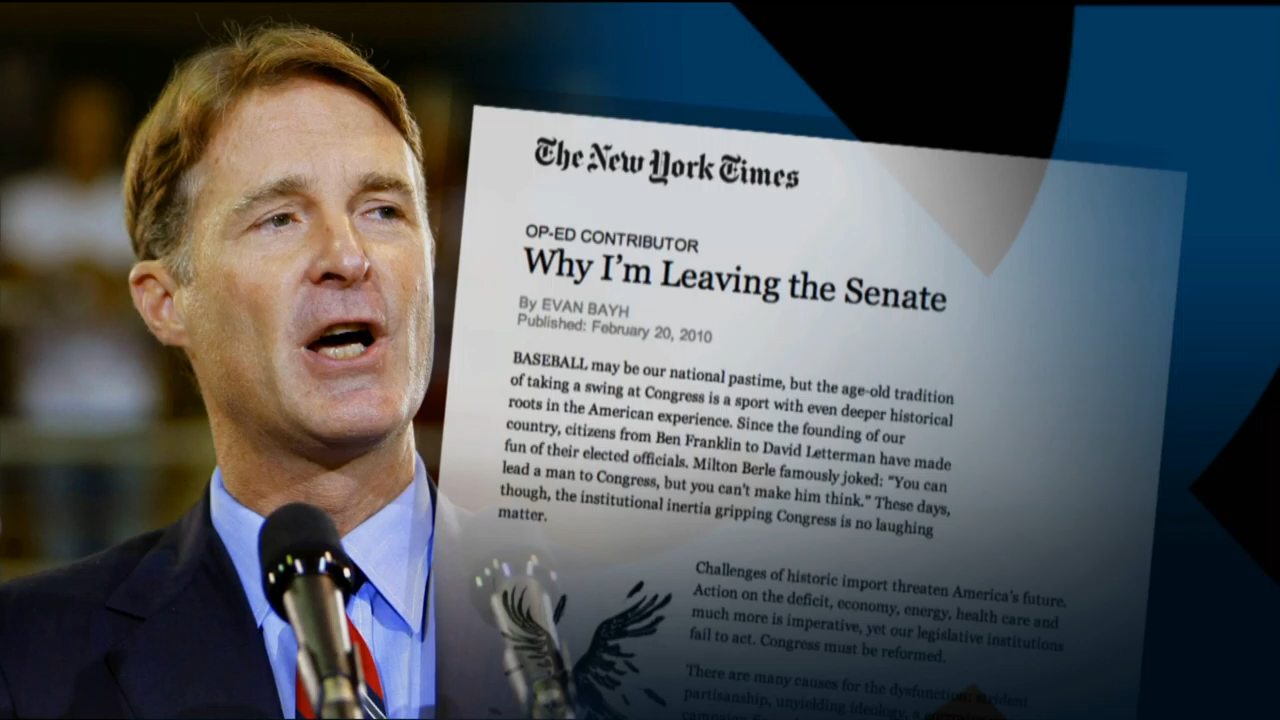 The New York Times
OP-ED CONTRIBUTOR
Why I'm Leaving the Senate
By EVAN BAYH
Published: February 20, 2010
BASEBALL may be our national pastime, but the age-old tradition
of taking a swing at Congress is a sport with even deeper historical
roots in the American experience. Since the founding of our
country, citizens from Ben Franklin to David Letterman have made
fun of their elected officials. Milton Berle famously joked: "You can
lead a man to Congress, but you can't make him think." These days,
though, the institutional inertia gripping Congress is no laughing
matter.
Challenges of historic import threaten America's future.
Action on the deficit, economy, energy, health care and
much more is imperative, yet our legislative institutions
fail to act. Congress must be reformed.
There are many causes for the dysfunction: strident
partisanship, unyielding ideology, a